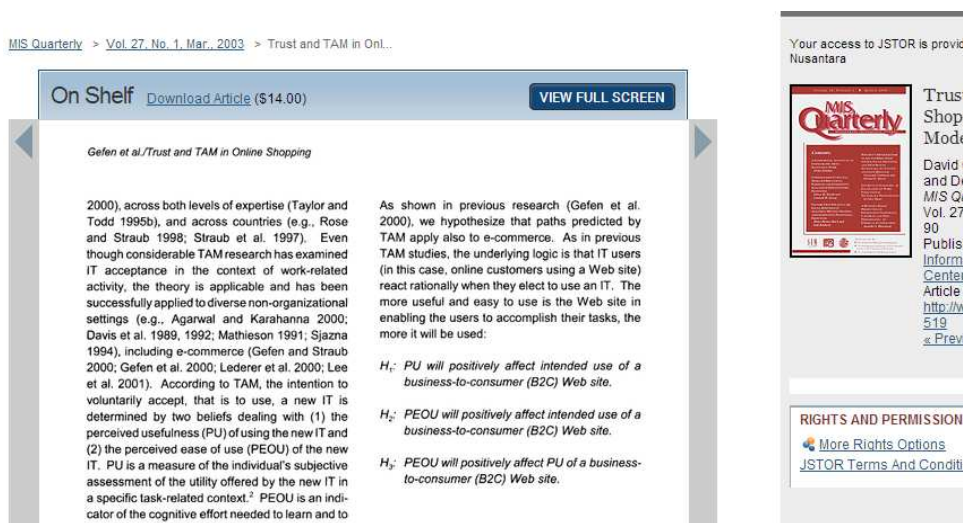 MIS Quarterly > Vol. 27, No. 1, Mar., 2003 > Trust and TAM in Onl...
On Shelf Download Article ($14.00)
VIEW FULL SCREEN
Gefen et al./Trust and TAM in Online Shopping
2000), across both levels of expertise (Taylor and
Todd 1995b), and across countries (e.g., Rose
and Straub 1998; Straub et al. 1997). Even
though considerable TAM research has examined
IT acceptance in the context of work-related
activity, the theory is applicable and has been
successfully applied to diverse non-organizational
settings (e.g., Agarwal and Karahanna 2000;
Davis et al. 1989, 1992; Mathieson 1991; Sjazna
1994), including e-commerce (Gefen and Straub
2000; Gefen et al. 2000; Lederer et al. 2000; Lee
et al. 2001). According to TAM, the intention to
voluntarily accept, that is to use, a new IT is
determined by two beliefs dealing with (1) the
perceived usefulness (PU) of using the new IT and
(2) the perceived ease of use (PEOU) of the new
IT. PU is a measure of the individual's subjective
assessment of the utility offered by the new IT in
a specific task-related context.2 PEOU is an indi-
cator of the cognitive effort needed to learn and to
As shown in previous research (Gefen et al.
2000), we hypothesize that paths predicted by
TAM apply also to e-commerce. As in previous
TAM studies, the underlying logic is that IT users
(in this case, online customers using a Web site)
react rationally when they elect to use an IT. The
more useful and easy to use is the Web site in
enabling the users to accomplish their tasks, the
more it will be used:
H1: PU will positively affect intended use of a
business-to-consumer (B2C) Web site.
H2: PEOU will positively affect intended use of a
business-to-consumer (B2C) Web site.
H3: PEOU will positively affect PU of a business-
to-consumer (B2C) Web site.
Your access to JSTOR is provid
Nusantara
MIS
Quarterly
Trus
Shop
Mode
David
and De
MIS Qu
Vol. 27
90
Publis
Inform
Center
Article
http://w
519
« Prev
RIGHTS AND PERMISSION
More Rights Options
JSTOR Terms And Conditi